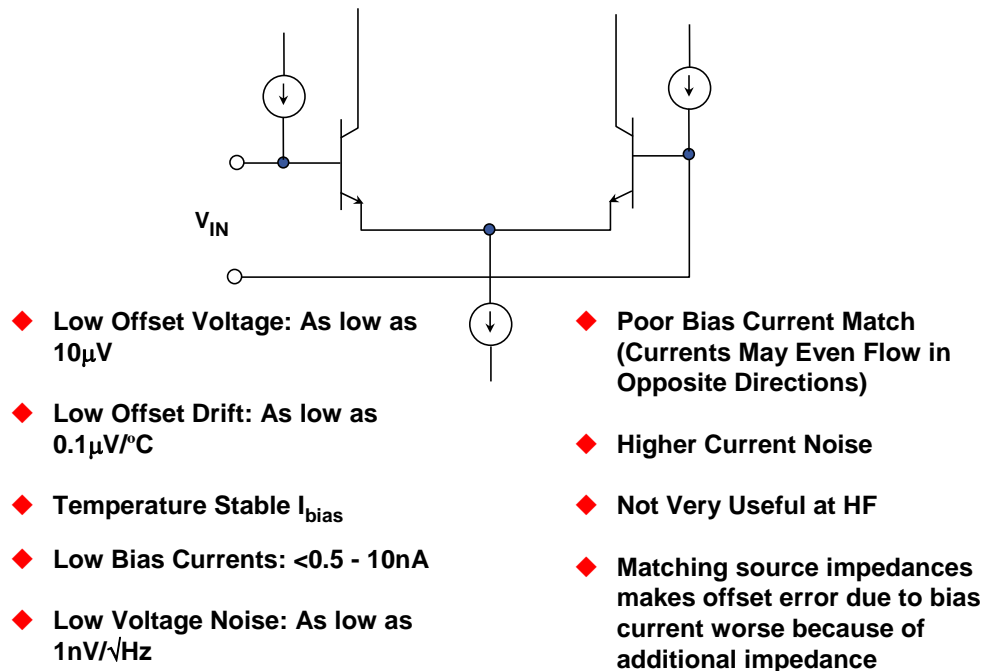 V_IN
Low Offset Voltage: As low as
10μV
Low Offset Drift: As low as
0.1μV/ºC
Temperature Stable I_bias
Low Bias Currents: <0.5 - 10nA
Low Voltage Noise: As low as
1nV/√Hz
Poor Bias Current Match
(Currents May Even Flow in
Opposite Directions)
Higher Current Noise
Not Very Useful at HF
Matching source impedances
makes offset error due to bias
current worse because of
additional impedance